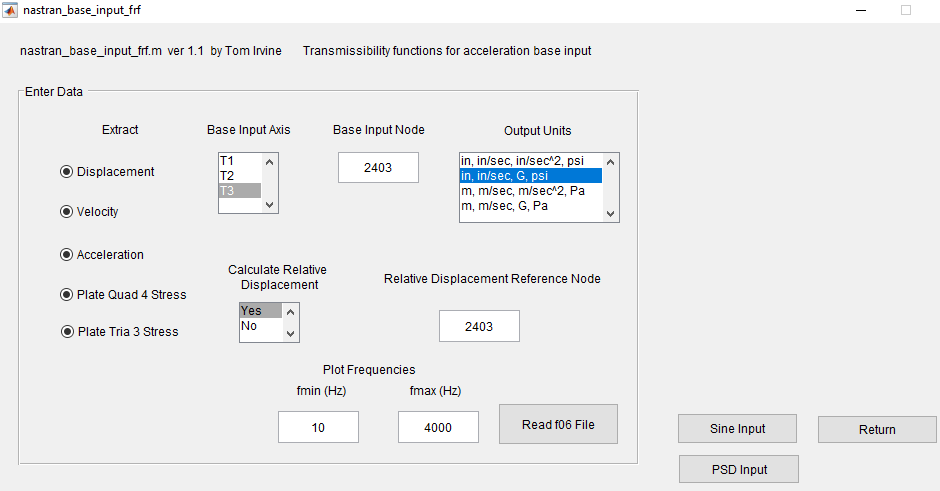 nastran_base_input_frf
nastran_base_input_frf.m ver 1.1 by Tom Irvine Transmissibility functions for acceleration base input
Enter Data
Extract
Base Input Axis
Base Input Node
Output Units
Displacement
Velocity
Acceleration
Plate Quad 4 Stress
Plate Tria 3 Stress
T1
T2
T3
2403
in, in/sec, in/sec^2, psi
in, in/sec, G, psi
m, m/sec, m/sec^2, Pa
m, m/sec, G, Pa
Calculate Relative
Displacement
Yes
No
Relative Displacement Reference Node
2403
Plot Frequencies
fmin (Hz)
fmax (Hz)
10
4000
Read f06 File
Sine Input
Return
PSD Input